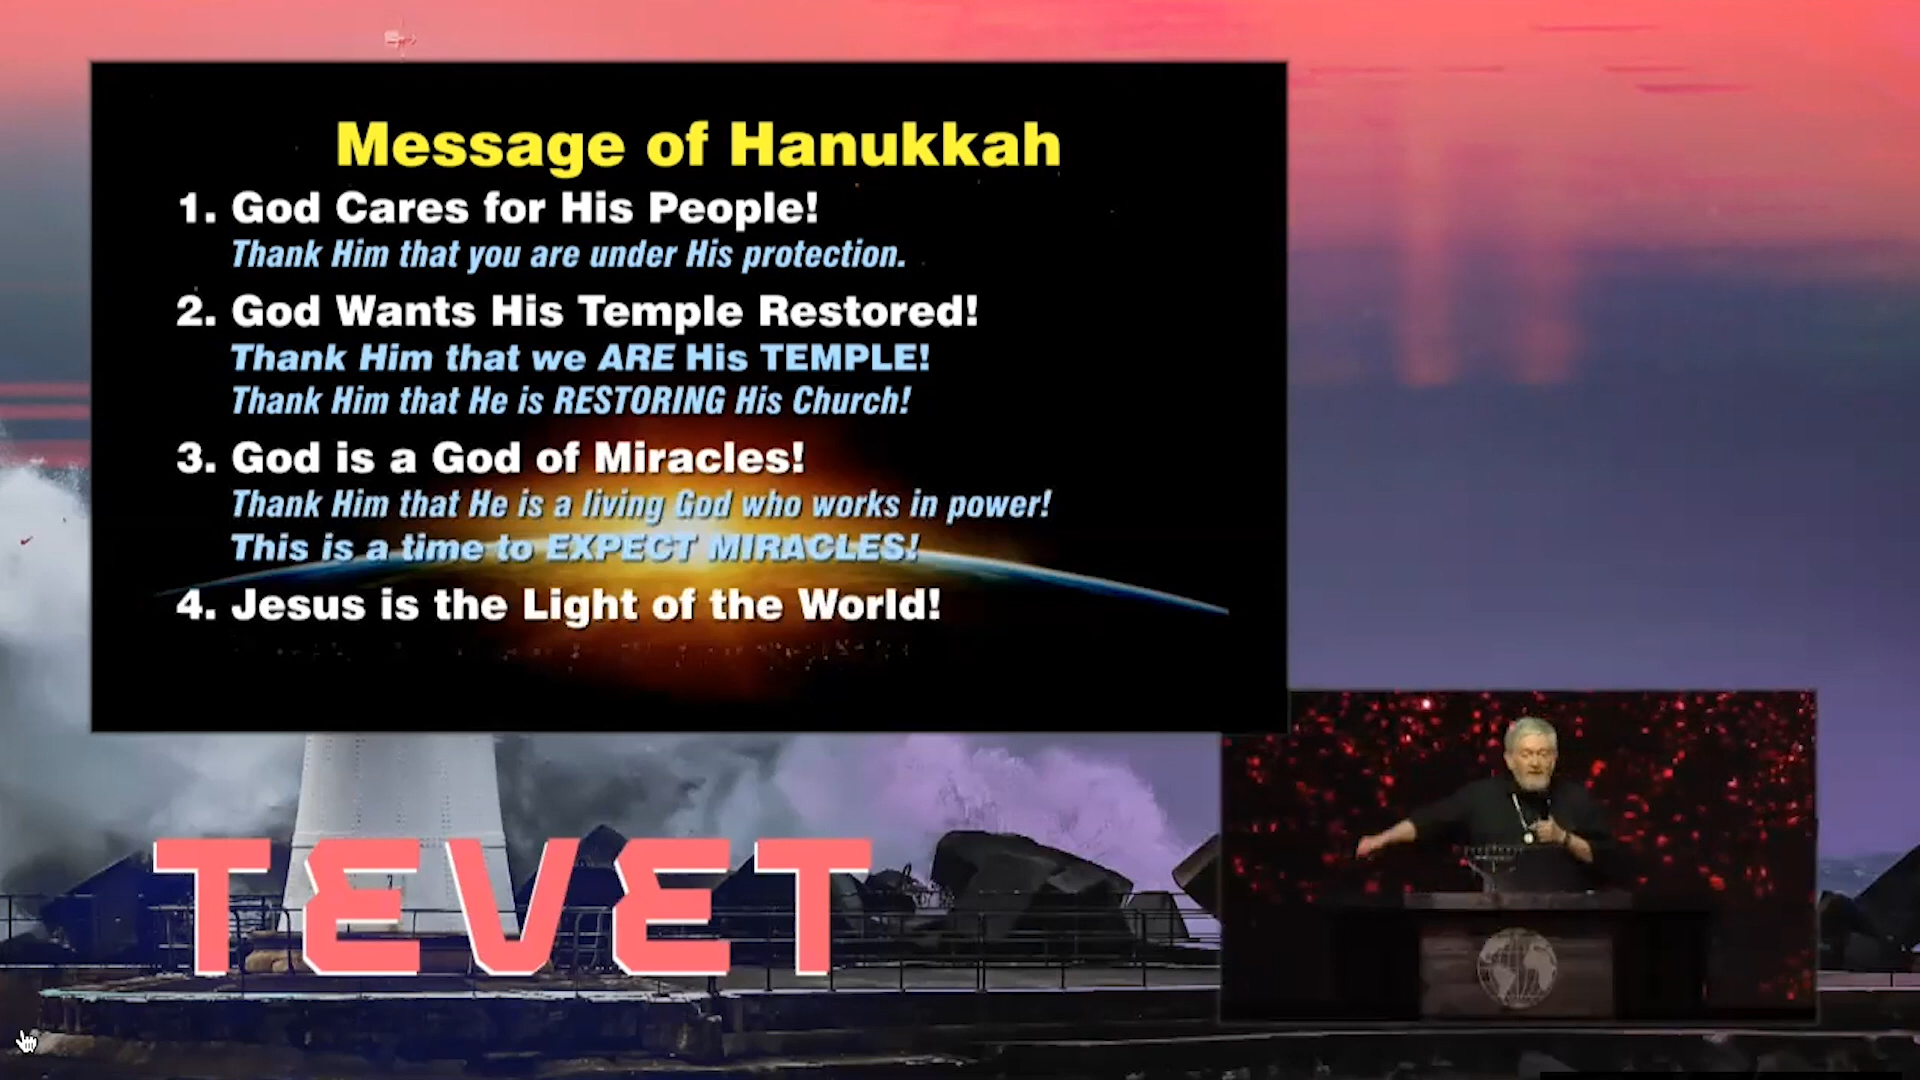 Message of Hanukkah
1. God Cares for His People!
Thank Him that you are under His protection.
2. God Wants His Temple Restored!
Thank Him that we ARE His TEMPLE!
Thank Him that He is RESTORING His Church!
3. God is a God of Miracles!
Thank Him that He is a living God who works in power!
This is a time to EXPECT MIRACLES!
4. Jesus is the Light of the World!
TEVET